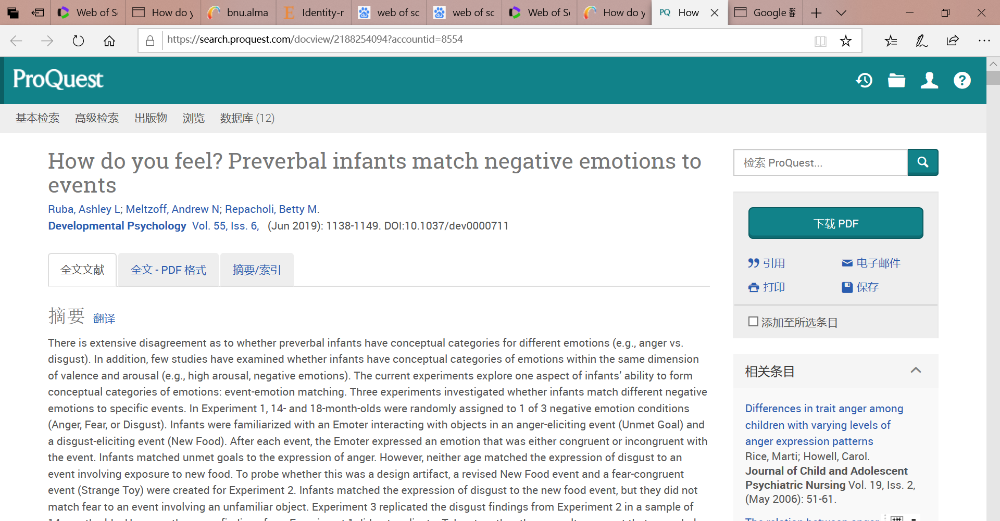 Web of S
How do y
bnu.alma
Identity-r
web of sc
web of sc
Web of S
How do y
PQ How
Google 翻
https://search.proquest.com/docview/2188254094?accountid=8554
ProQuest
基本检索 高级检索 出版物 浏览 数据库 (12)
How do you feel? Preverbal infants match negative emotions to
events
Ruba, Ashley L; Meltzoff, Andrew N; Repacholi, Betty M.
Developmental Psychology Vol. 55, Iss. 6, (Jun 2019): 1138-1149. DOI:10.1037/dev0000711
全文文献 全文 - PDF 格式 摘要/索引
摘要 翻译
There is extensive disagreement as to whether preverbal infants have conceptual categories for different emotions (e.g., anger vs.
disgust). In addition, few studies have examined whether infants have conceptual categories of emotions within the same dimension
of valence and arousal (e.g., high arousal, negative emotions). The current experiments explore one aspect of infants’ ability to form
conceptual categories of emotions: event-emotion matching. Three experiments investigated whether infants match different negative
emotions to specific events. In Experiment 1, 14- and 18-month-olds were randomly assigned to 1 of 3 negative emotion conditions
(Anger, Fear, or Disgust). Infants were familiarized with an Emoter interacting with objects in an anger-eliciting event (Unmet Goal) and
a disgust-eliciting event (New Food). After each event, the Emoter expressed an emotion that was either congruent or incongruent with
the event. Infants matched unmet goals to the expression of anger. However, neither age matched the expression of disgust to an
event involving exposure to new food. To probe whether this was a design artifact, a revised New Food event and a fear-congruent
event (Strange Toy) were created for Experiment 2. Infants matched the expression of disgust to the new food event, but they did not
match fear to an event involving an unfamiliar object. Experiment 3 replicated the disgust findings from Experiment 2 in a sample of
检索 ProQuest...
下载 PDF
引用 电子邮件
打印 保存
添加至所选条目
相关条目
Differences in trait anger among
children with varying levels of
anger expression patterns
Rice, Marti; Howell, Carol.
Journal of Child and Adolescent
Psychiatric Nursing Vol. 19, Iss. 2,
(May 2006): 51-61.
The relation between anger